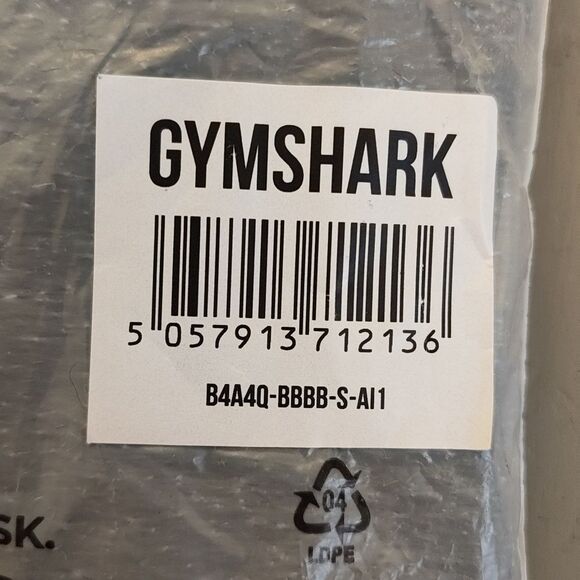 GYMSHARK
5 057913 712136
B4A4Q-BBBB-S-AI1
04
SK.
LDPE